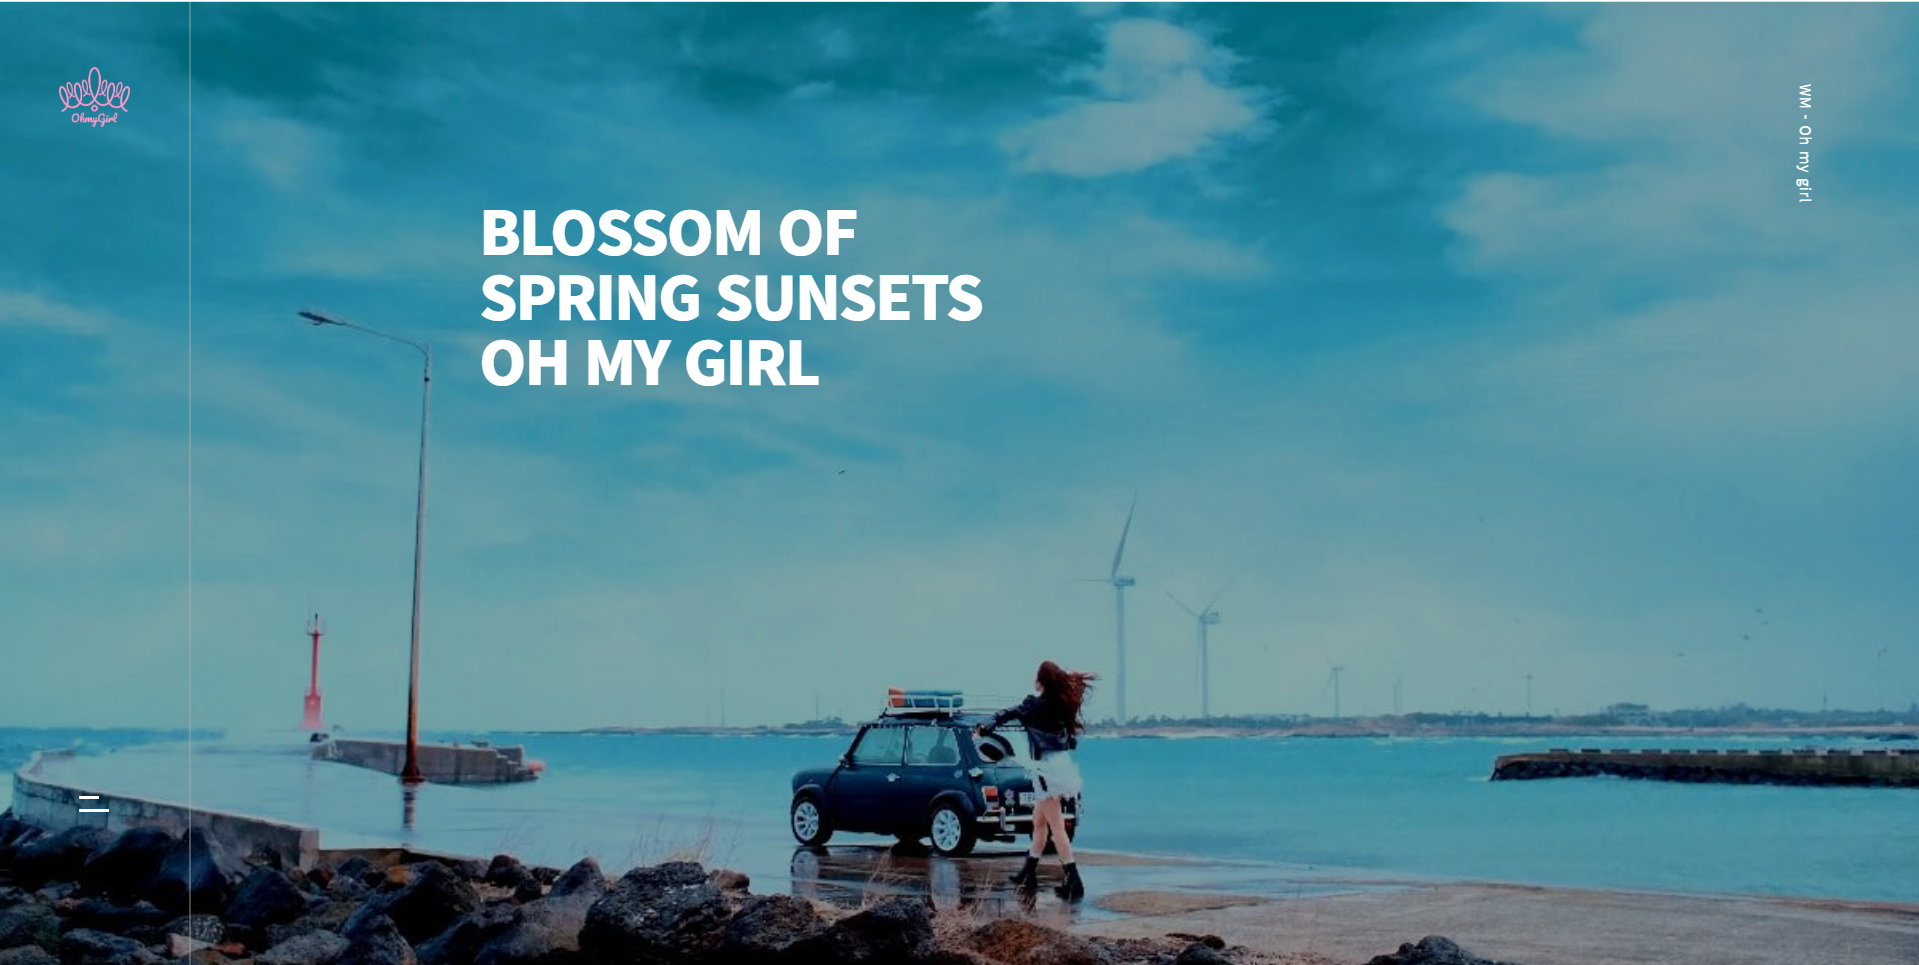 OhmyGirl
BLOSSOM OF
SPRING SUNSETS
OH MY GIRL
WM - Oh my girl